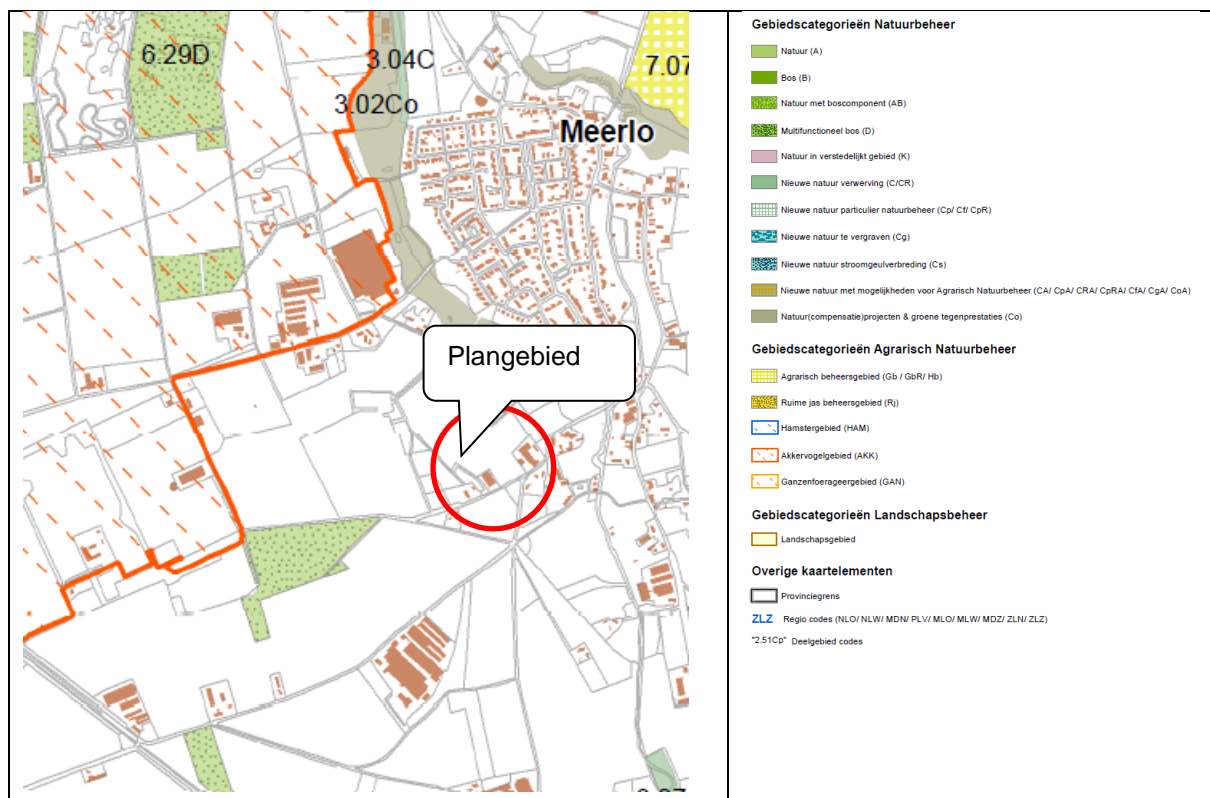 6.29D
3.04C
7.07
3.02Co
Meerlo
Plangebied
Gebiedscategorieën Natuurbeheer
Natuur (A)
Bos (B)
Natuur met boscomponent (AB)
Multifunctioneel bos (D)
Natuur in verstedelijkt gebied (K)
Nieuwe natuur verwerving (C/CR)
Nieuwe natuur particulier natuurbeheer (Cp/ Cf/ CpR)
Nieuwe natuur te vergraven (Cg)
Nieuwe natuur stroomgeulverbreding (Cs)
Nieuwe natuur met mogelijkheden voor Agrarisch Natuurbeheer (CA/ CpA/ CRA/ CpRA/ CfA/ CgA/ CoA)
Natuur(compensatie)projecten & groene tegenprestaties (Co)
Gebiedscategorieën Agrarisch Natuurbeheer
Agrarisch beheersgebied (Gb / GbR/ Hb)
Ruime jas beheersgebied (Rj)
Hamstergebied (HAM)
Akkervogelgebied (AKK)
Ganzenfoerageergebied (GAN)
Gebiedscategorieën Landschapsbeheer
Landschapsgebied
Overige kaartelementen
Provinciegrens
ZLZ Regio codes (NLO/ NLW/ MDN/ PLV/ MLO/ MLW/ MDZ/ ZLN/ ZLZ)
"2.51Cp" Deelgebied codes